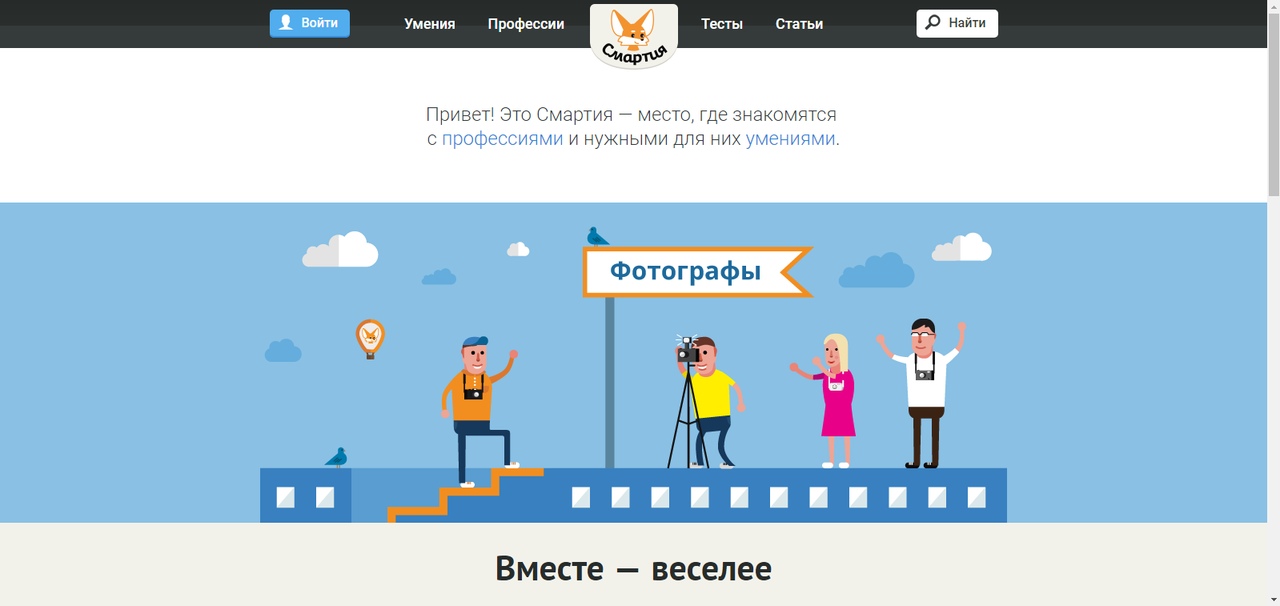 Войти
Умения
Профессии
Смартия
Тесты
Статьи
Найти
Привет! Это Смартия — место, где знакомятся
с профессиями и нужными для них умениями.
Фотографы
Вместе — веселее